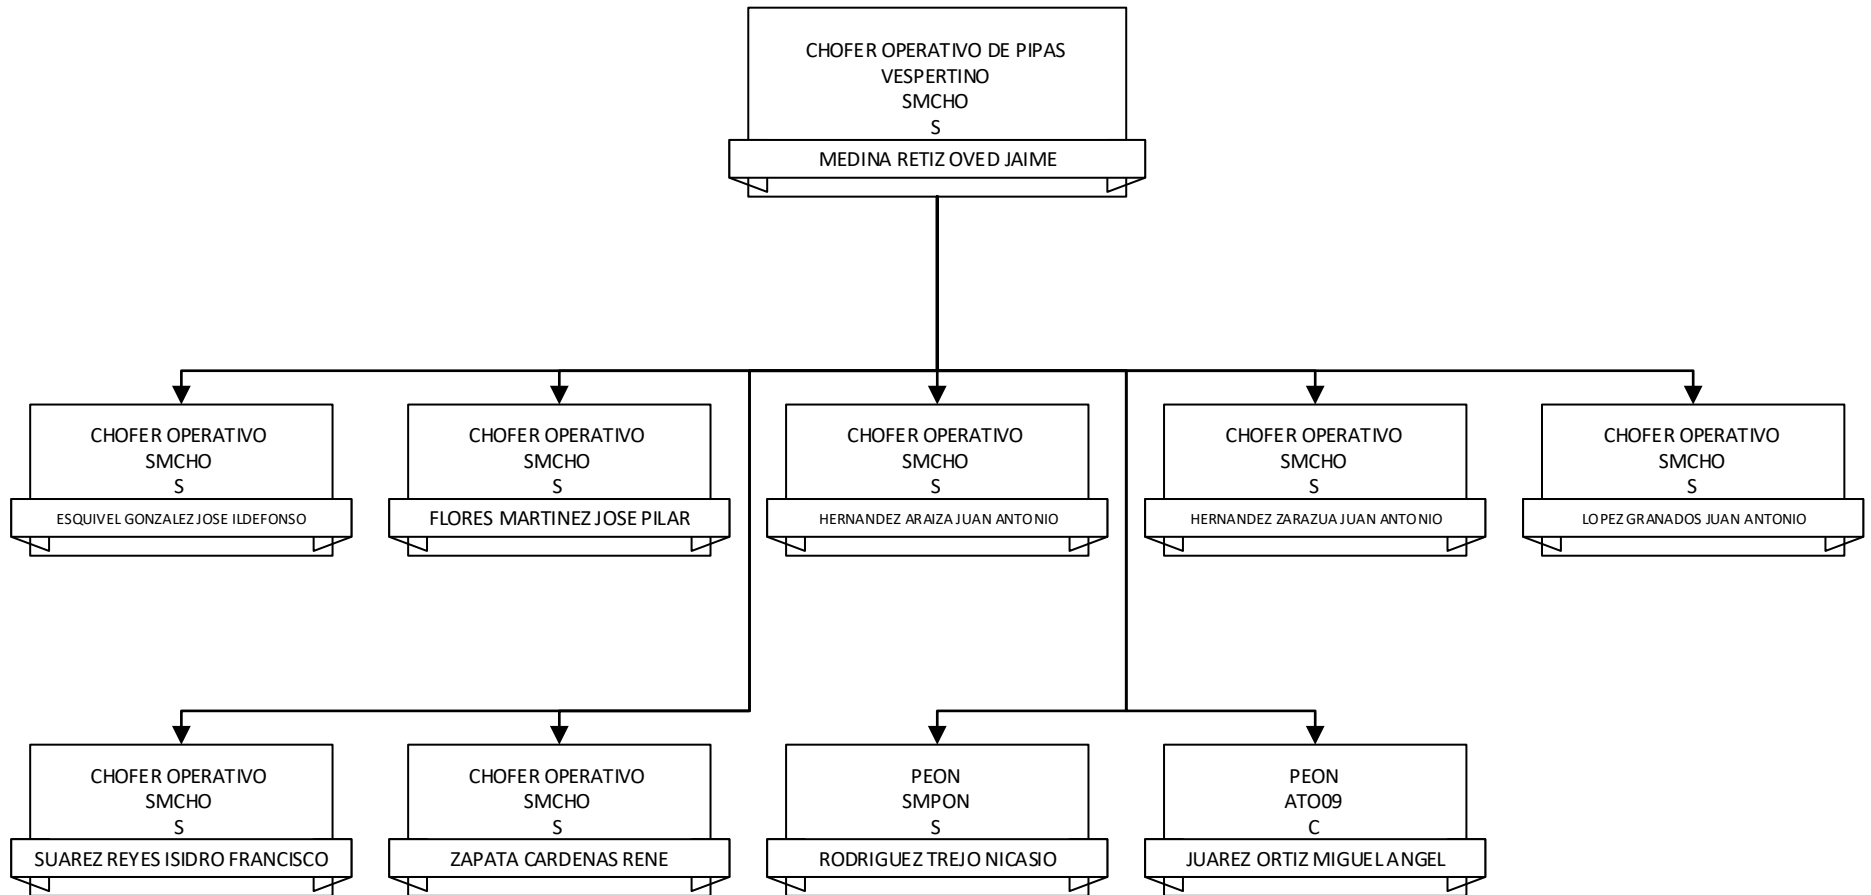 CHOFER OPERATIVO DE PIPAS
VESPERTINO
SMCHO
S
MEDINA RETIZ OVED JAIME
CHOFER OPERATIVO
SMCHO
S
ESQUIVEL GONZALEZ JOSE ILDEFONSO
CHOFER OPERATIVO
SMCHO
S
FLORES MARTINEZ JOSE PILAR
CHOFER OPERATIVO
SMCHO
S
HERNANDEZ ARAIZA JUAN ANTONIO
CHOFER OPERATIVO
SMCHO
S
HERNANDEZ ZARAZUA JUAN ANTONIO
CHOFER OPERATIVO
SMCHO
S
LOPEZ GRANADOS JUAN ANTONIO
CHOFER OPERATIVO
SMCHO
S
SUAREZ REYES ISIDRO FRANCISCO
CHOFER OPERATIVO
SMCHO
S
ZAPATA CARDENAS RENE
PEON
SMPON
S
RODRIGUEZ TREJO NICASIO
PEON
ATO09
C
JUAREZ ORTIZ MIGUEL ANGEL